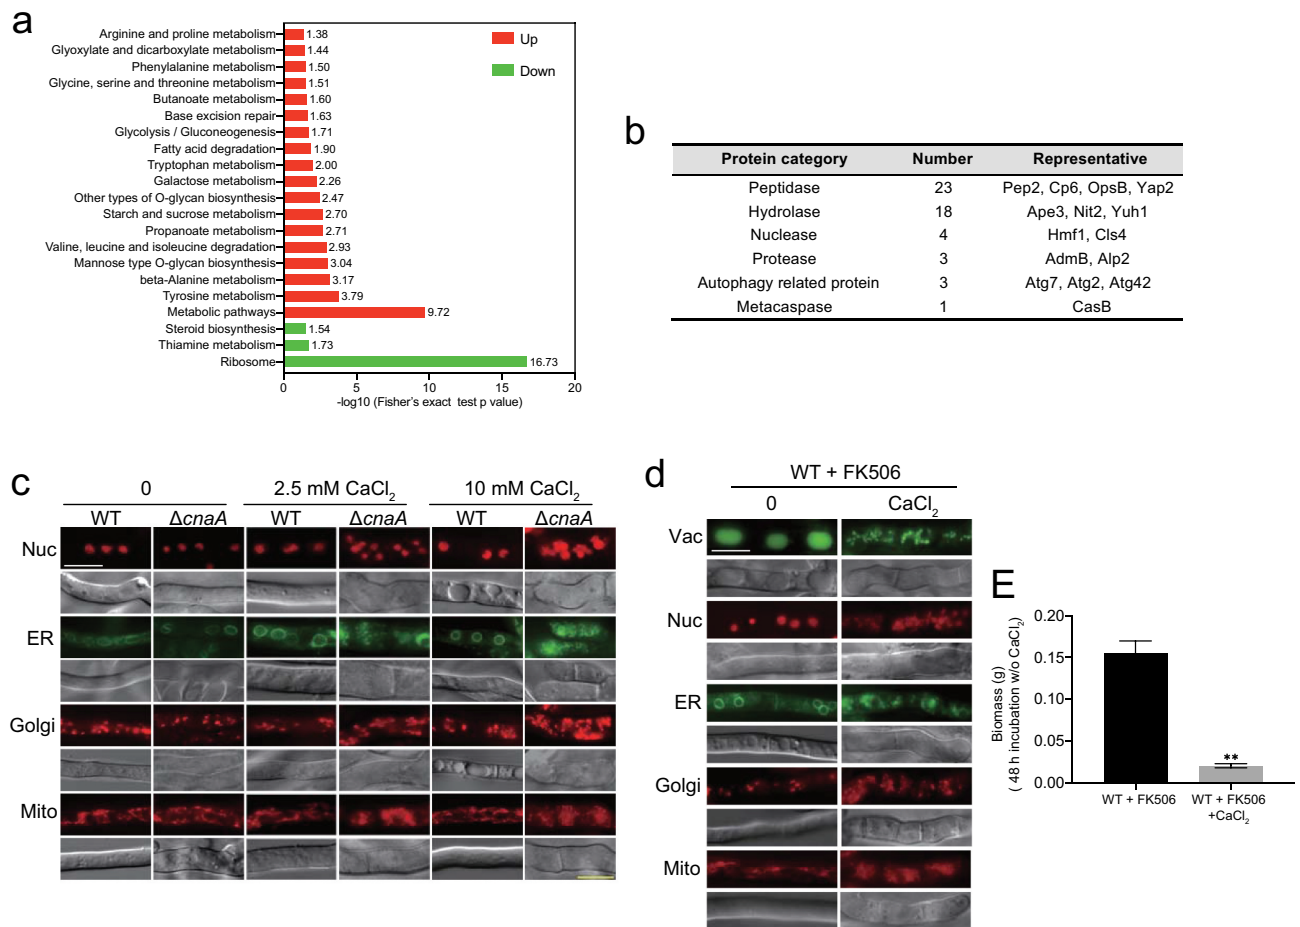 a
Arginine and proline metabolism 1.38
Glyoxylate and dicarboxylate metabolism 1.44
Phenylalanine metabolism 1.50
Glycine, serine and threonine metabolism 1.51
Butanoate metabolism 1.60
Base excision repair 1.63
Glycolysis / Gluconeogenesis 1.71
Fatty acid degradation 1.90
Tryptophan metabolism 2.00
Galactose metabolism 2.26
Other types of O-glycan biosynthesis 2.47
Starch and sucrose metabolism 2.70
Propanoate metabolism 2.71
Valine, leucine and isoleucine degradation 2.93
Mannose type O-glycan biosynthesis 3.04
beta-Alanine metabolism 3.17
Tyrosine metabolism 3.79
Metabolic pathways 9.72
Steroid biosynthesis 1.54
Thiamine metabolism 1.73
Ribosome 16.73
Up
Down
0 5 10 15 20
-log10 (Fisher's exact test p value)
b
Protein category Number Representative
Peptidase 23 Pep2, Cp6, OpsB, Yap2
Hydrolase 18 Ape3, Nit2, Yuh1
Nuclease 4 Hmf1, Cls4
Protease 3 AdmB, Alp2
Autophagy related protein 3 Atg7, Atg2, Atg42
Metacaspase 1 CasB
c
0 2.5 mM CaCl₂ 10 mM CaCl₂
WT ΔcnaA WT ΔcnaA WT ΔcnaA
Nuc
ER
Golgi
Mito
d
WT + FK506
0 CaCl₂
Vac
Nuc
ER
Golgi
Mito
E
Biomass (g)
( 48 h incubation w/o CaCl₂)
0.20
0.15
0.10
0.05
0.00
**
WT + FK506
WT + FK506
+CaCl₂